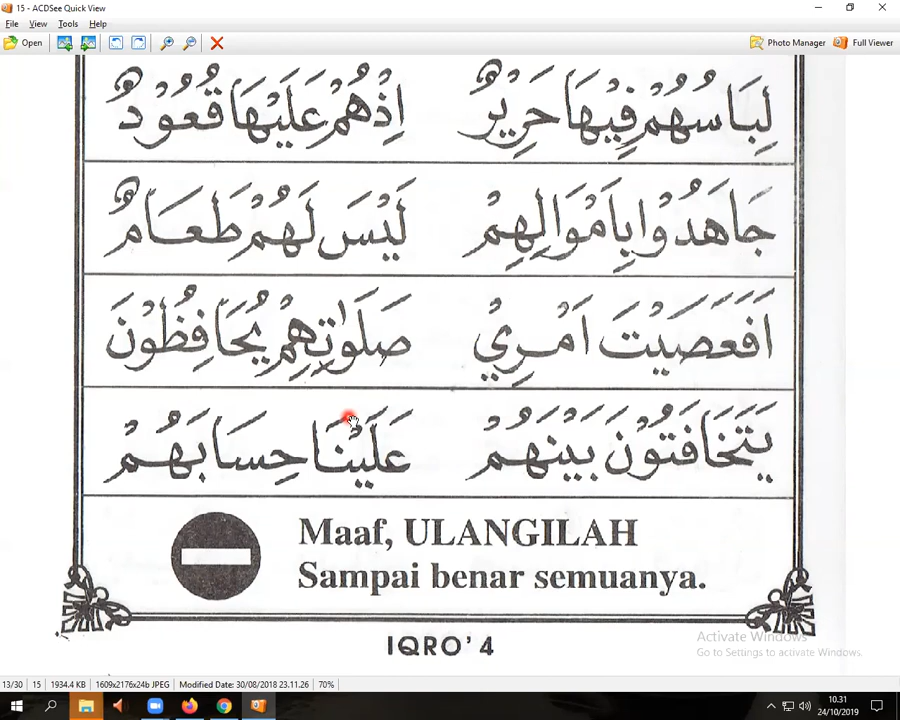 15 - ACDSee Quick View
File View Tools Help
Open Photo Manager Full Viewer
لِبَاسُهُمْ فِيْهَا حَرِيْرٌ اِذْهُمْ عَلَيْهَا قُعُوْدٌ
جَاهَدُوْا بِاَمْوَالِهِمْ لَيْسَ لَهُمْ طَعَامٌ
اَفَعَصَيْتَ اَمْرِيْ صَلَوٰتِهِمْ يُحَافِظُوْنَ
يَتَخَافَتُوْنَ بَيْنَهُمْ عَلَيْنَا حِسَابَهُمْ
Maaf, ULANGILAH
Sampai benar semuanya.
IQRO' 4
Activate Windows
Go to Settings to activate Windows.
13/30 15 1934.4 KB 1609x2176x24b JPEG Modified Date: 30/08/2018 23.11.26 70%
10.31
24/10/2019